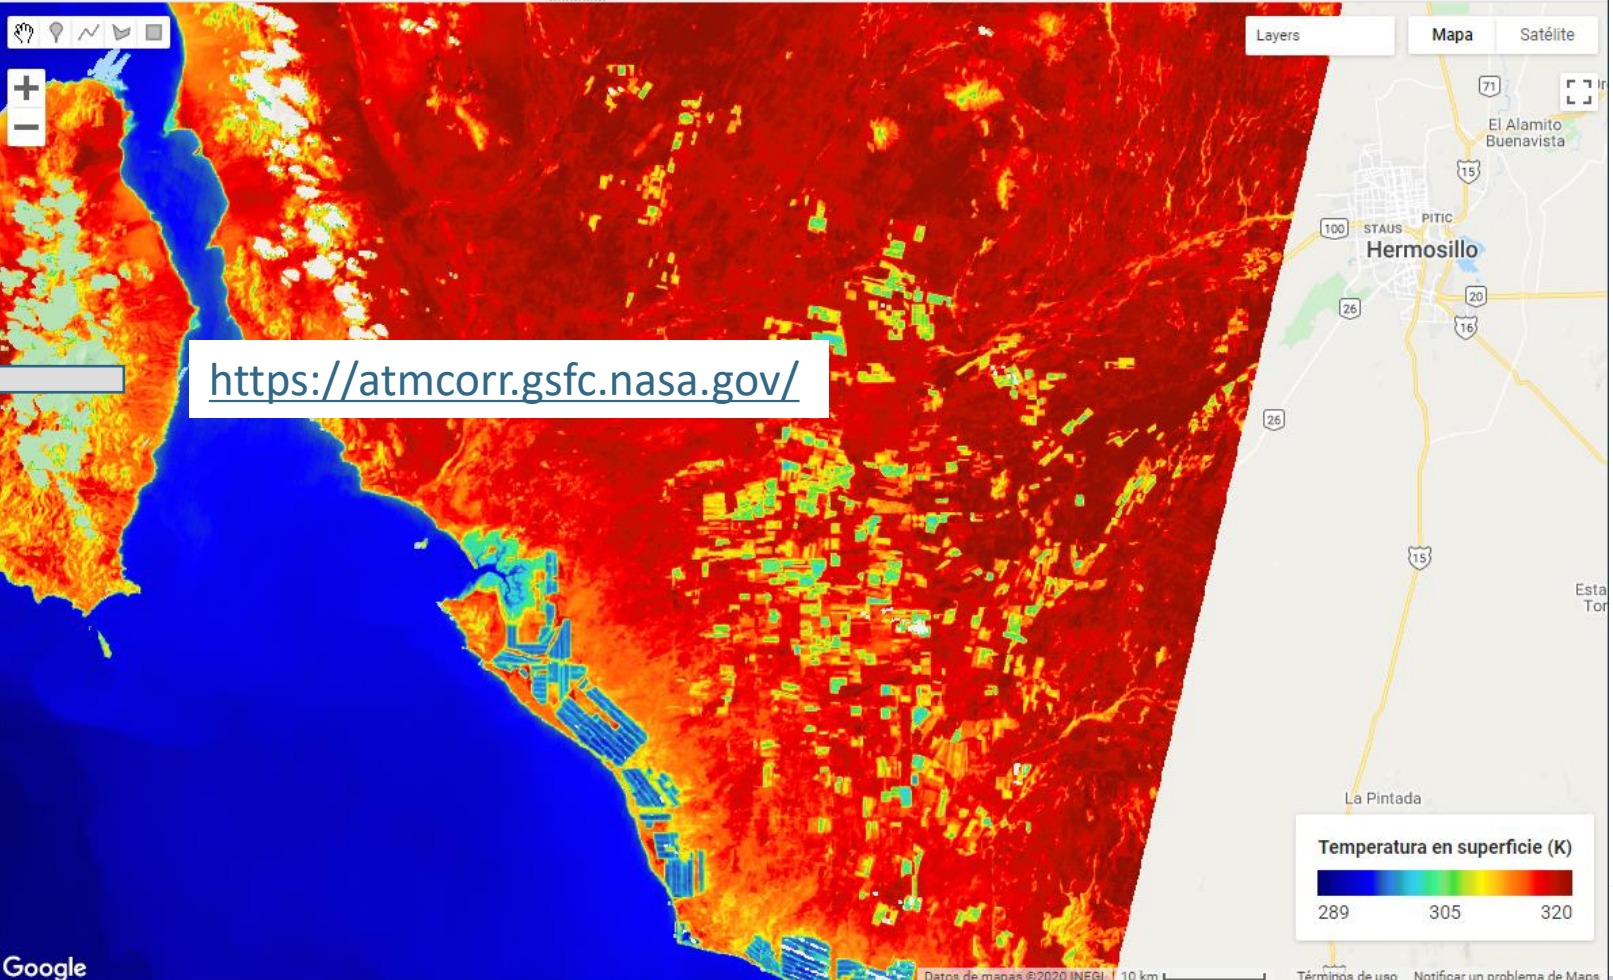 Layers
Mapa
Satélite
71
El Alamito
Buenavista
15
PITIC
100
STAUS
Hermosillo
20
26
16
https://atmcorr.gsfc.nasa.gov/
26
15
Esta
Tor
La Pintada
Temperatura en superficie (K)
289 305 320
Google
Datos de mapas ©2020 INEGI
10 km
Términos de uso
Notificar un problema de Maps